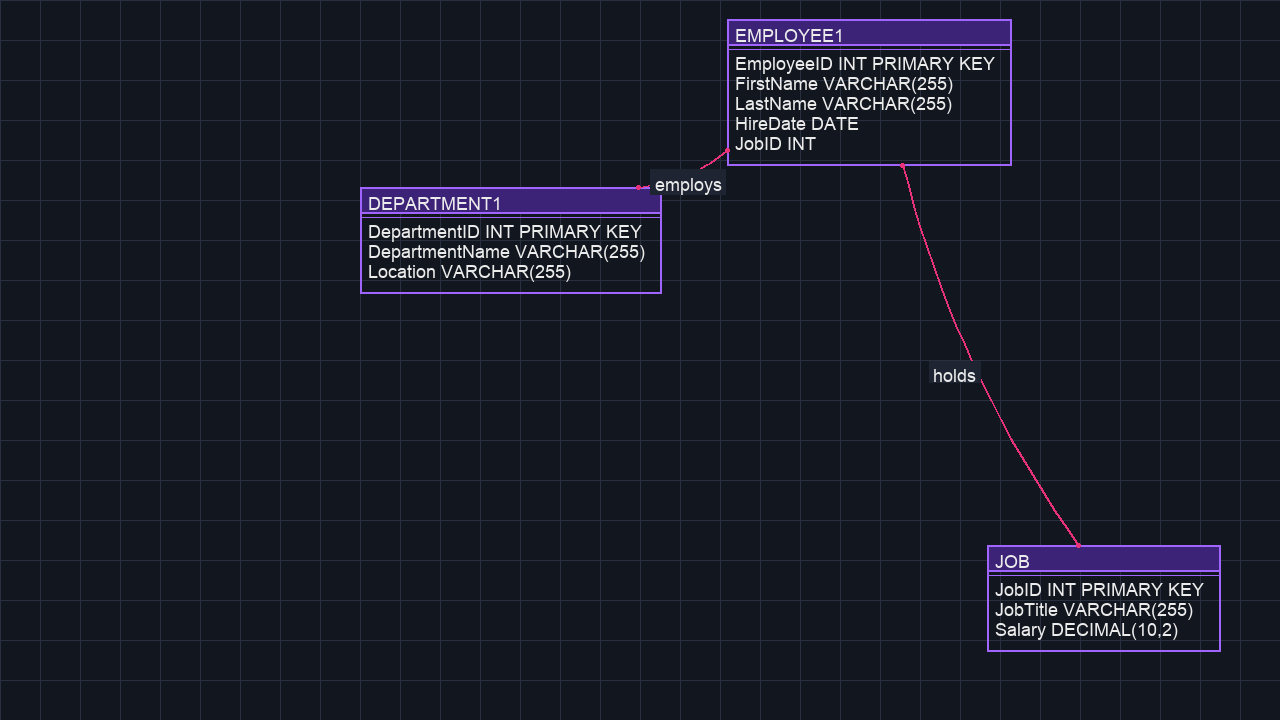 EMPLOYEE1
EmployeeID INT PRIMARY KEY
FirstName VARCHAR(255)
LastName VARCHAR(255)
HireDate DATE
JobID INT
employs
DEPARTMENT1
DepartmentID INT PRIMARY KEY
DepartmentName VARCHAR(255)
Location VARCHAR(255)
holds
JOB
JobID INT PRIMARY KEY
JobTitle VARCHAR(255)
Salary DECIMAL(10,2)